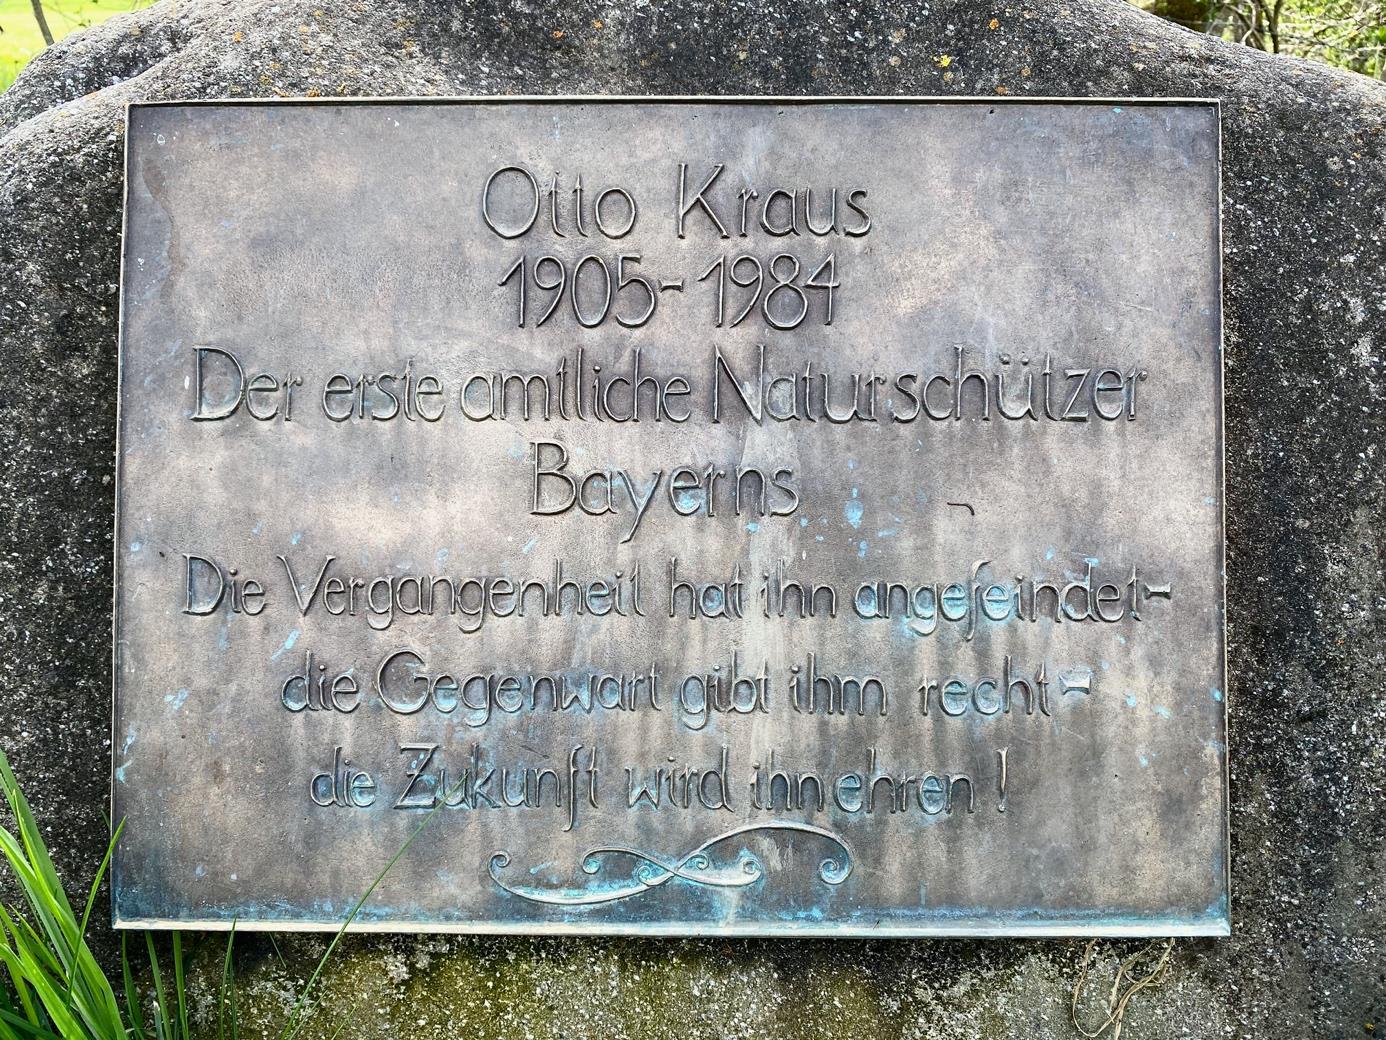 Otto Kraus
1905-1984
Der erste amtliche Naturschützer
Bayerns
Die Vergangenheit hat ihn angefeindet-
die Gegenwart gibt ihm recht-
die Zukunft wird ihn ehren!